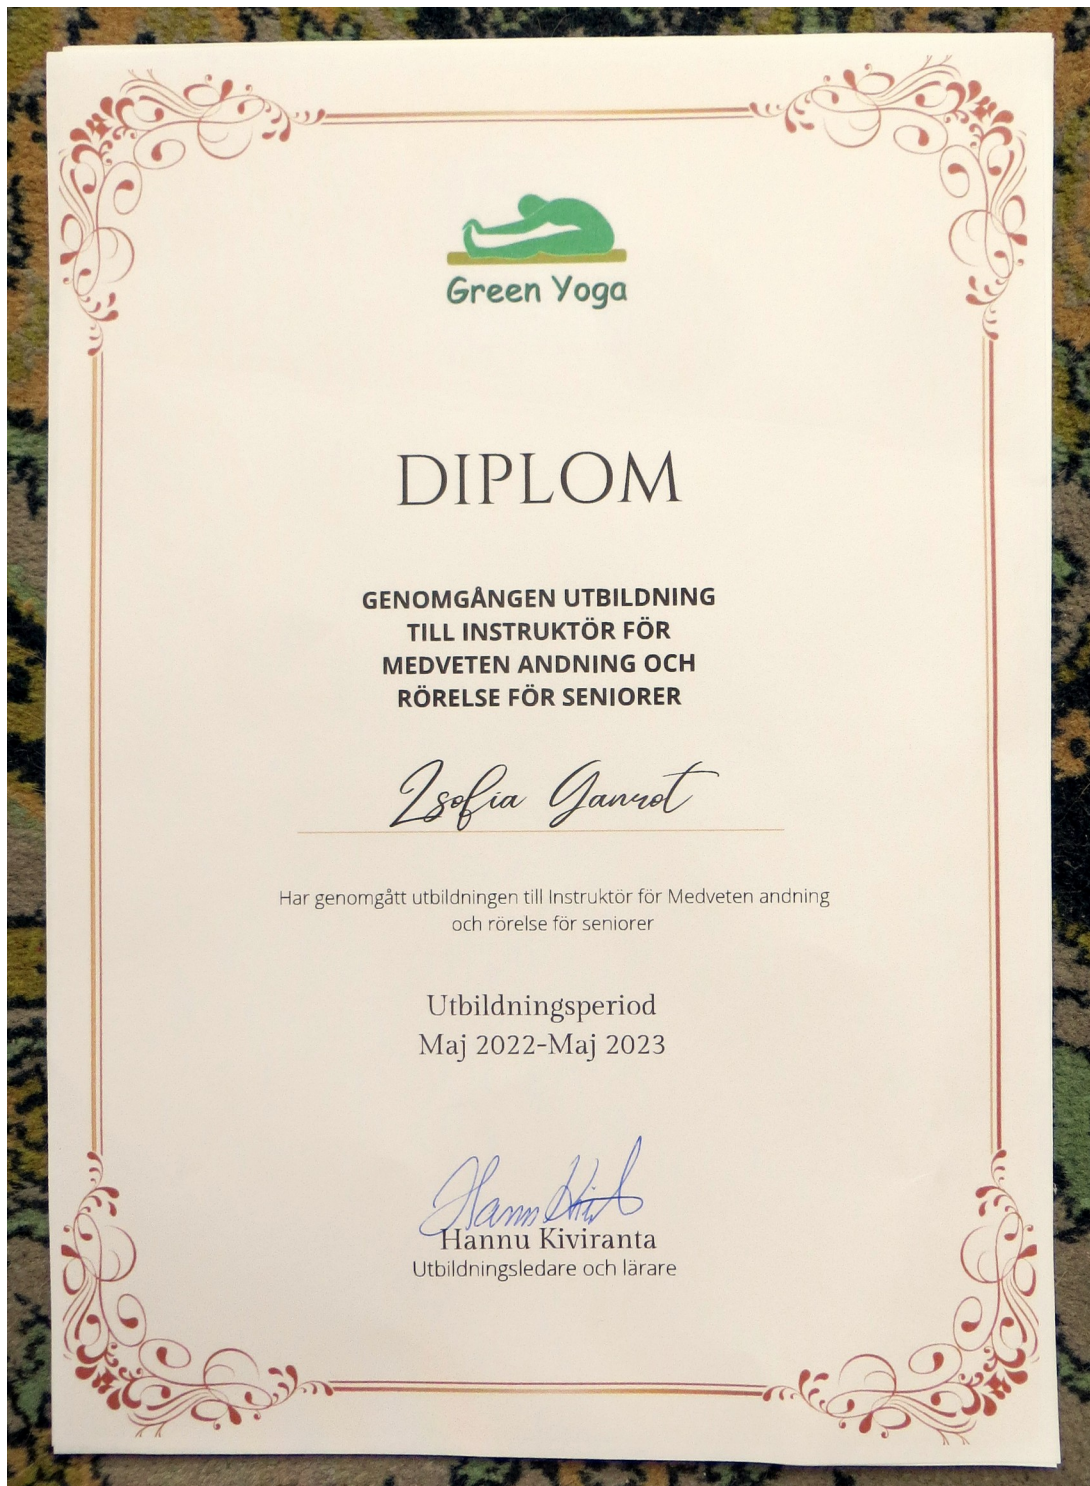 Green Yoga
DIPLOM
GENOMGÅNGEN UTBILDNING
TILL INSTRUKTÖR FÖR
MEDVETEN ANDNING OCH
RÖRELSE FÖR SENIORER
Zsofia Ganrot
Har genomgått utbildningen till Instruktör för Medveten andning
och rörelse för seniorer
Utbildningsperiod
Maj 2022-Maj 2023
Hannu Kiviranta
Utbildningsledare och lärare